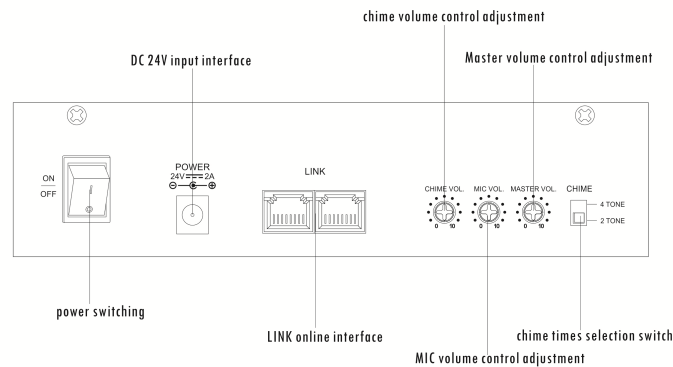 chime volume control adjustment
DC 24V input interface
Master volume control adjustment
ON
OFF
POWER
24V 2A
LINK
CHIME VOL.
0 10
MIC VOL.
0 10
MASTER VOL.
0 10
CHIME
4 TONE
2 TONE
power switching
LINK online interface
chime times selection switch
MIC volume control adjustment